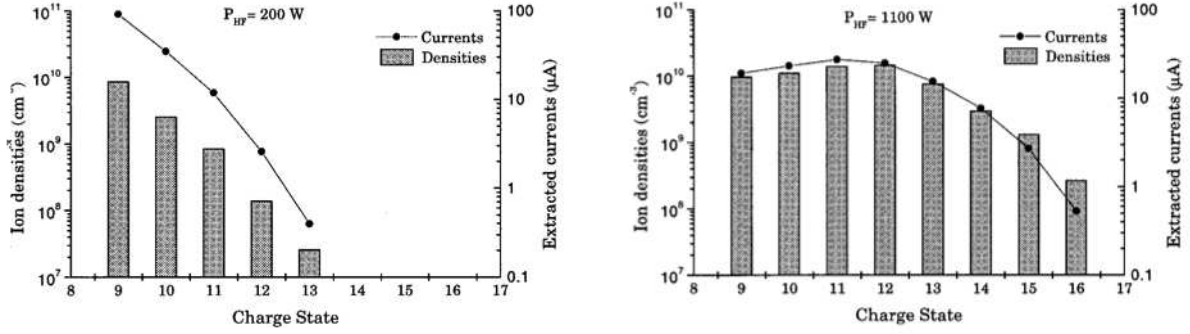 P_HF = 200 W
Currents
Densities
Ion densities (cm⁻³)
10¹¹
10¹⁰
10⁹
10⁸
10⁷
Extracted currents (µA)
100
10
1
0.1
8 9 10 11 12 13 14 15 16 17
Charge State
P_HF = 1100 W
Currents
Densities
Ion densities (cm⁻³)
10¹¹
10¹⁰
10⁹
10⁸
10⁷
Extracted currents (µA)
100
10
1
0.1
8 9 10 11 12 13 14 15 16 17
Charge State